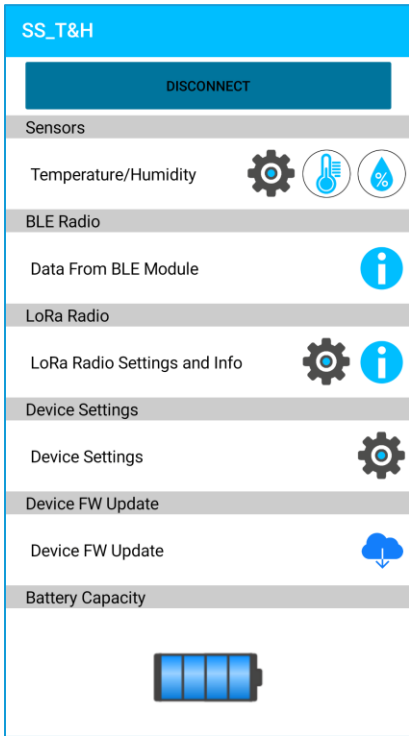 SS_T&H
DISCONNECT
Sensors
Temperature/Humidity
%
BLE Radio
Data From BLE Module
LoRa Radio
LoRa Radio Settings and Info
Device Settings
Device Settings
Device FW Update
Device FW Update
Battery Capacity